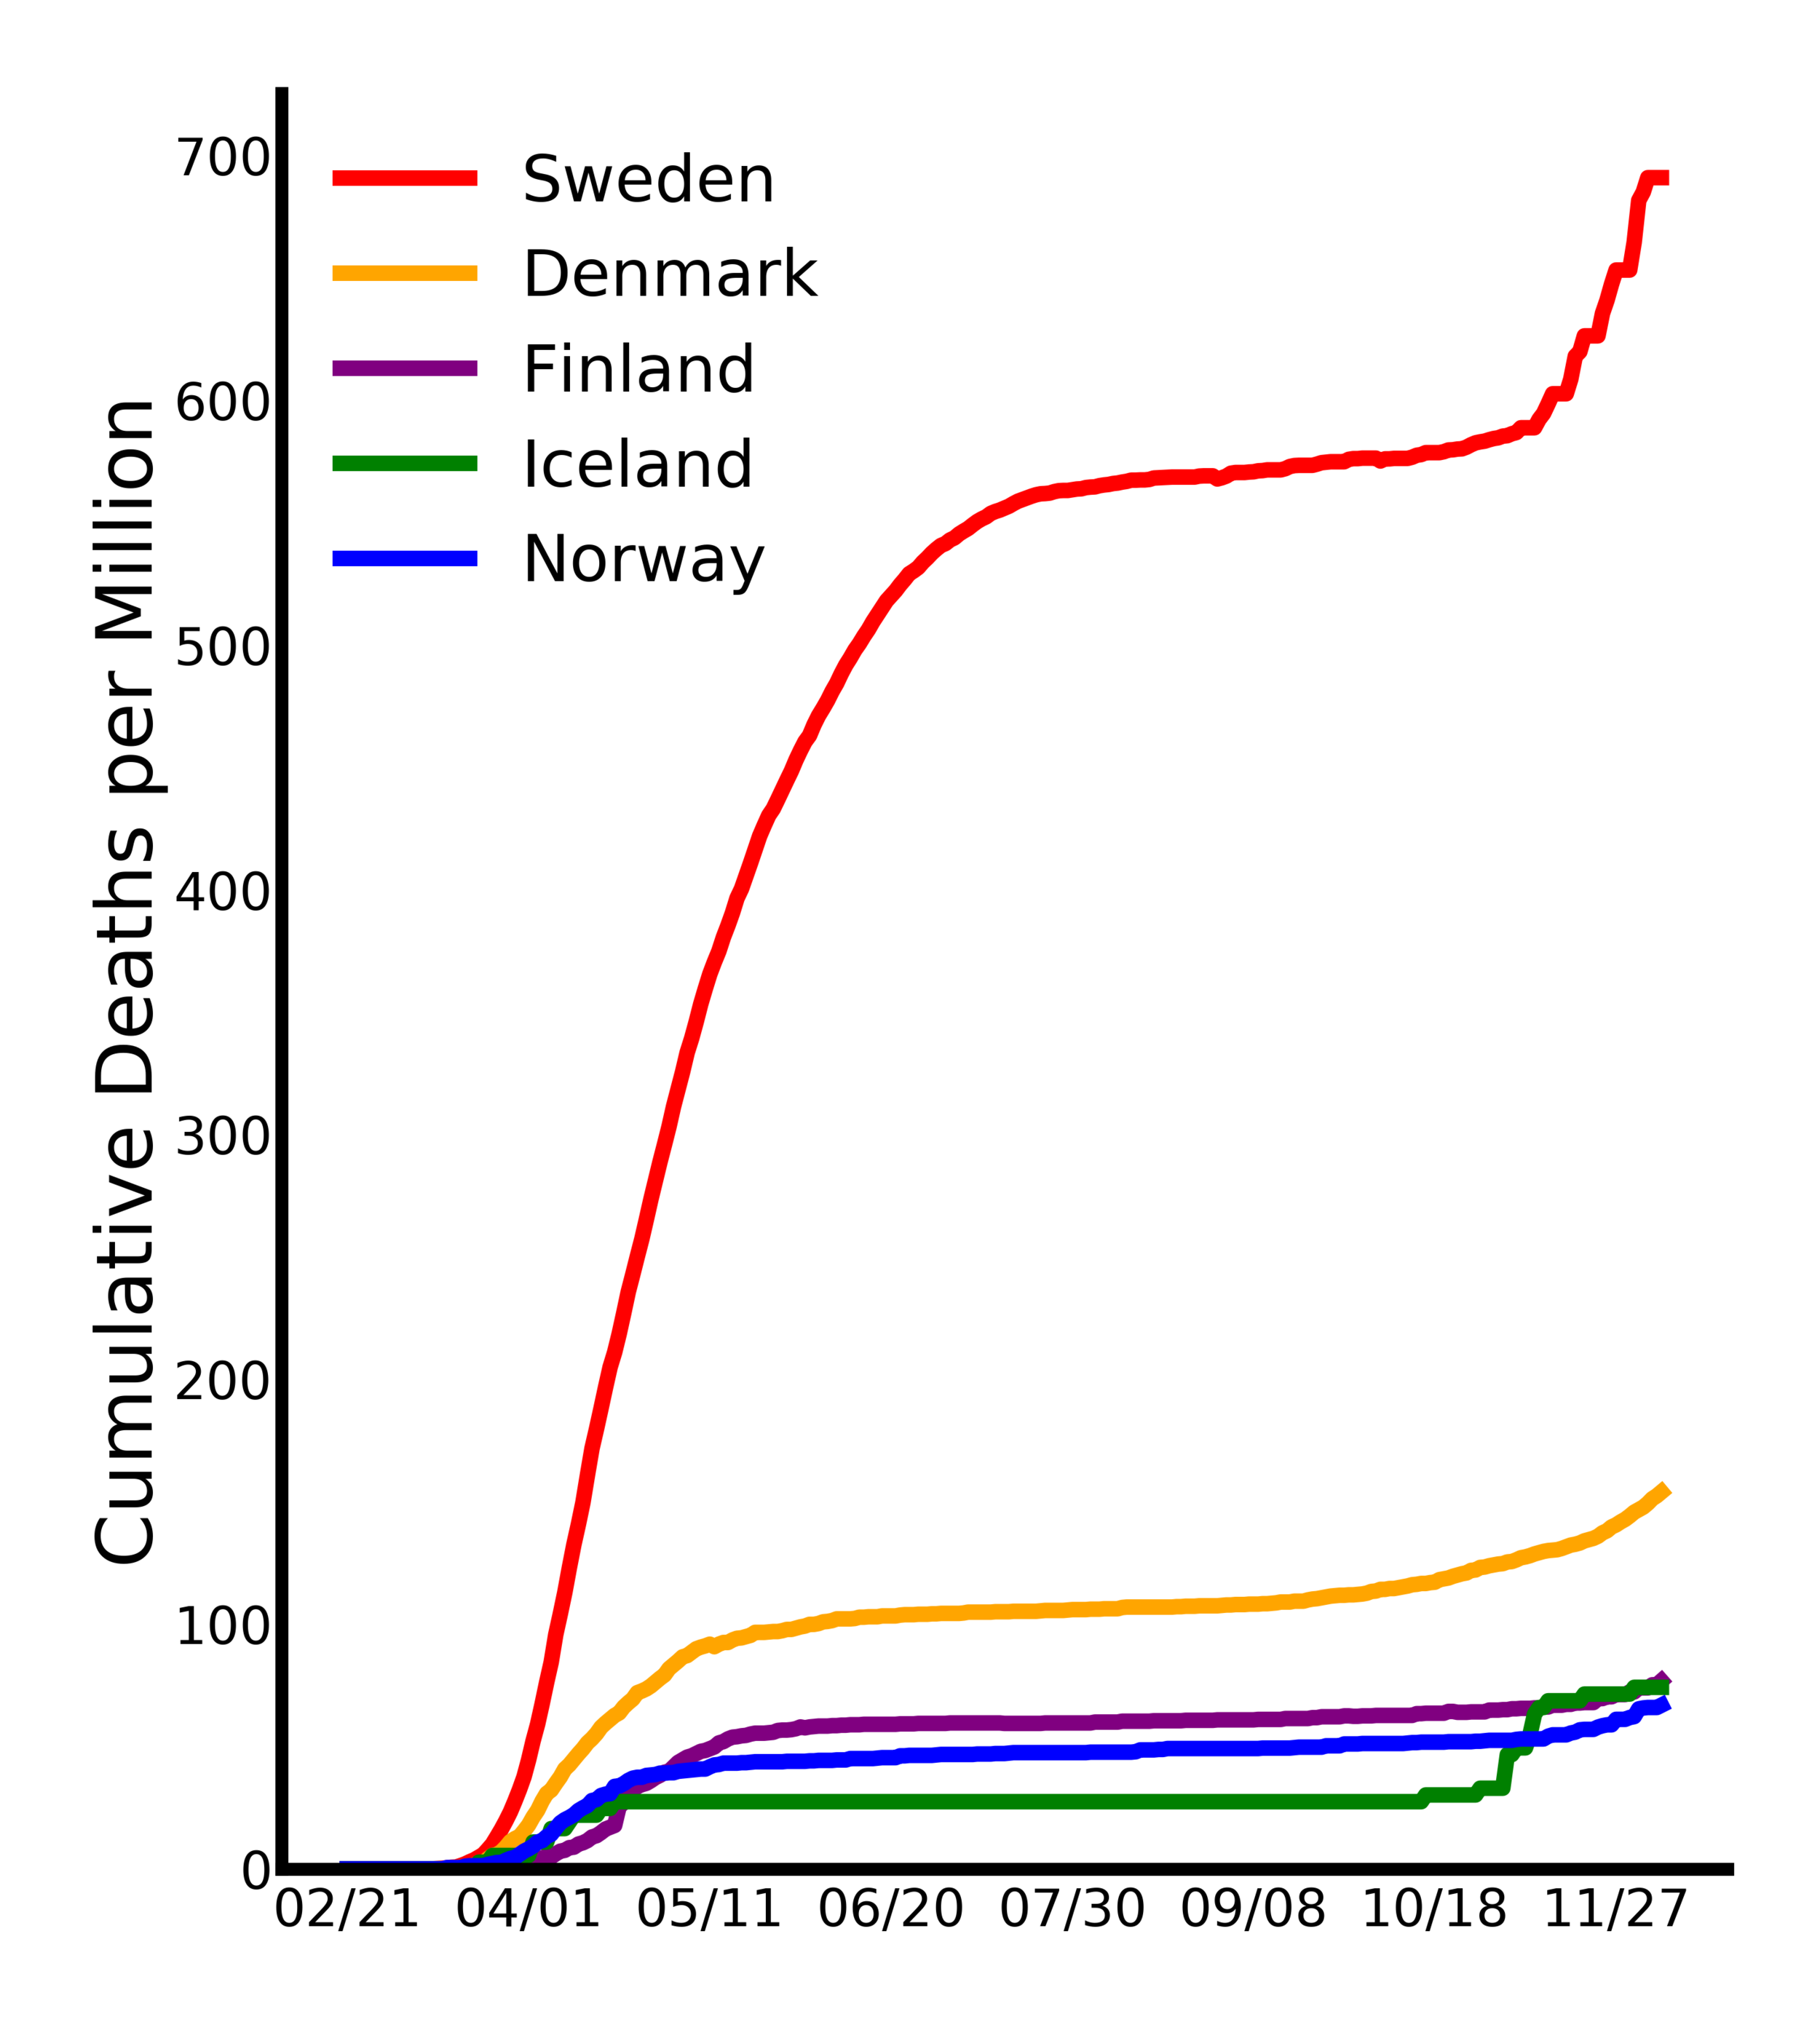 Cumulative Deaths per Million
700
600
500
400
300
200
100
0
Sweden
Denmark
Finland
Iceland
Norway
02/21 04/01 05/11 06/20 07/30 09/08 10/18 11/27